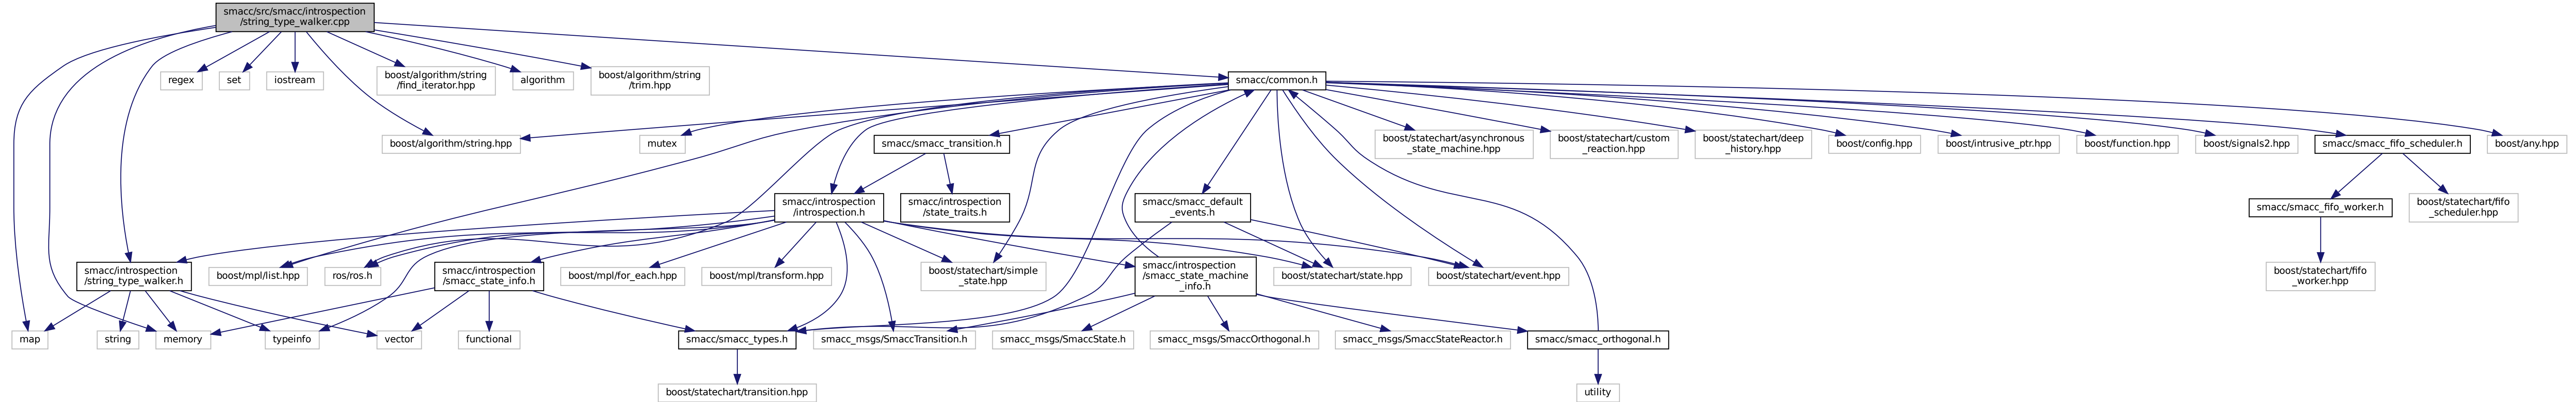 smacc/src/smacc/introspection
/string_type_walker.cpp
regex
set
iostream
boost/algorithm/string
/find_iterator.hpp
algorithm
boost/algorithm/string
/trim.hpp
smacc/common.h
boost/algorithm/string.hpp
mutex
smacc/smacc_transition.h
boost/statechart/asynchronous
_state_machine.hpp
boost/statechart/custom
_reaction.hpp
boost/statechart/deep
_history.hpp
boost/config.hpp
boost/intrusive_ptr.hpp
boost/function.hpp
boost/signals2.hpp
smacc/smacc_fifo_scheduler.h
boost/any.hpp
smacc/introspection
/introspection.h
smacc/introspection
/state_traits.h
smacc/smacc_default
_events.h
smacc/smacc_fifo_worker.h
boost/statechart/fifo
_scheduler.hpp
smacc/introspection
/string_type_walker.h
boost/mpl/list.hpp
ros/ros.h
smacc/introspection
/smacc_state_info.h
boost/mpl/for_each.hpp
boost/mpl/transform.hpp
boost/statechart/simple
_state.hpp
smacc/introspection
/smacc_state_machine
_info.h
boost/statechart/state.hpp
boost/statechart/event.hpp
boost/statechart/fifo
_worker.hpp
map
string
memory
typeinfo
vector
functional
smacc/smacc_types.h
smacc_msgs/SmaccTransition.h
smacc_msgs/SmaccState.h
smacc_msgs/SmaccOrthogonal.h
smacc_msgs/SmaccStateReactor.h
smacc/smacc_orthogonal.h
boost/statechart/transition.hpp
utility